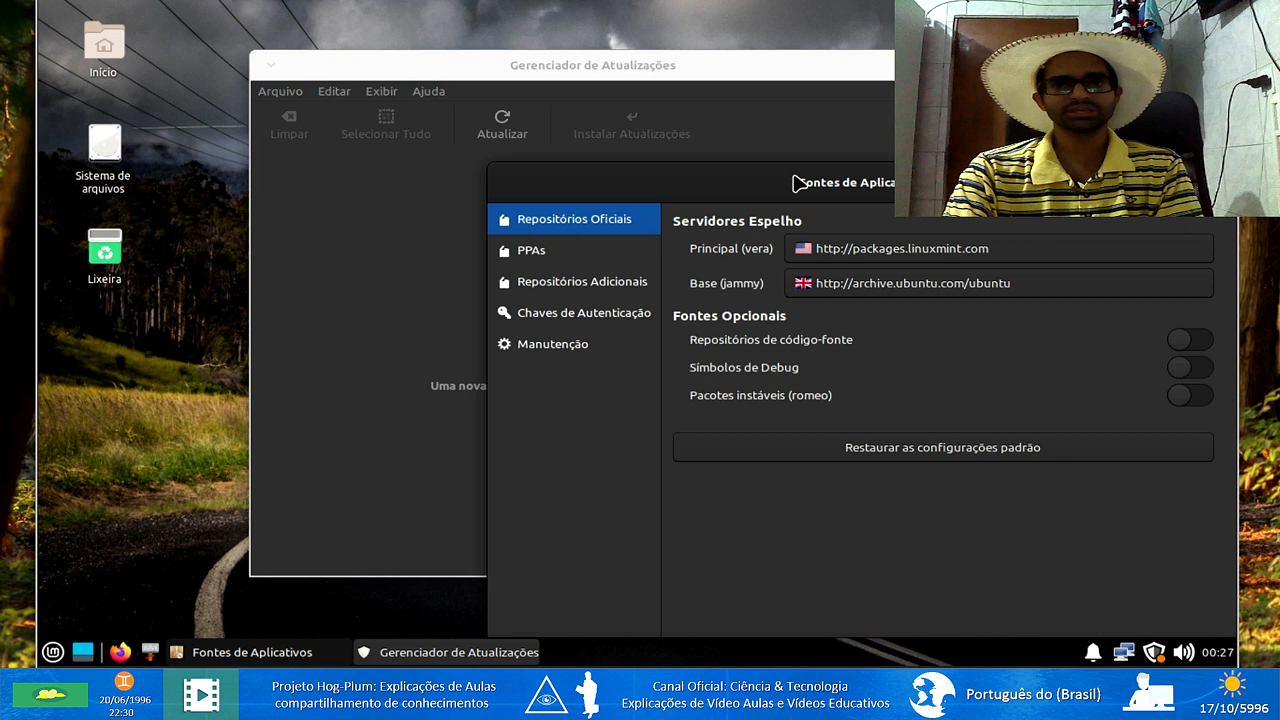 Início
Sistema de
arquivos
Lixeira
Gerenciador de Atualizações
Arquivo Editar Exibir Ajuda
Limpar Selecionar Tudo Atualizar Instalar Atualizações
Uma nova
Fontes de Aplica
Repositórios Oficiais
PPAs
Repositórios Adicionais
Chaves de Autenticação
Manutenção
Servidores Espelho
Principal (vera) http://packages.linuxmint.com
Base (jammy) http://archive.ubuntu.com/ubuntu
Fontes Opcionais
Repositórios de código-fonte
Símbolos de Debug
Pacotes instáveis (romeo)
Restaurar as configurações padrão
Fontes de Aplicativos Gerenciador de Atualizações 00:27
20/06/1996
22:30
Projeto Hog-Plum: Explicações de Aulas
compartilhamento de conhecimentos
Canal Oficial: Ciência & Tecnologia
Explicações de Vídeo Aulas e Vídeos Educativos
Português do (Brasil)
17/10/5996